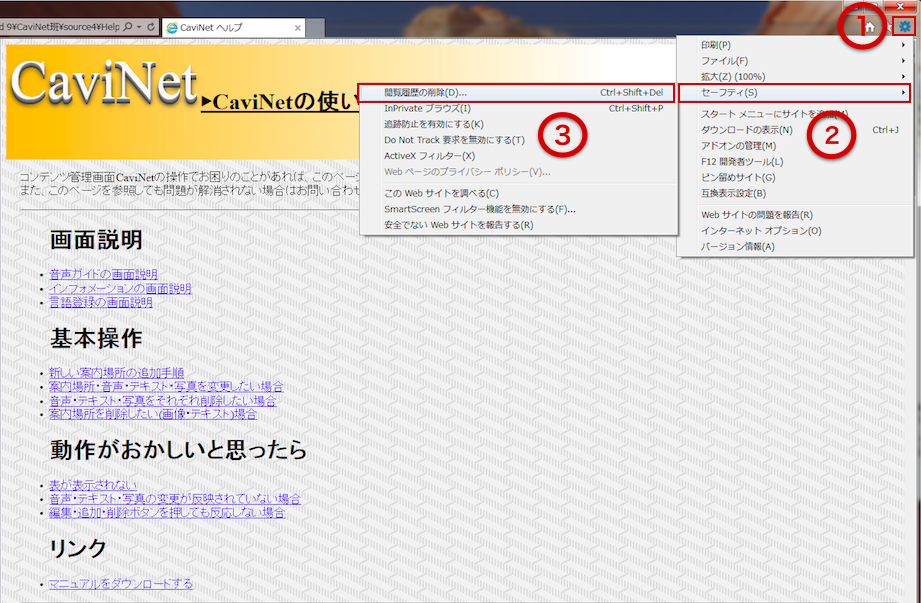 d 9¥CaviNet班¥source4¥Help
CaviNet ヘルプ
①
印刷(P)
ファイル(F)
拡大(Z) (100%)
セーフティ(S)
スタート メニューにサイトを追加(M)
ダウンロードの表示(N) Ctrl+J
アドオンの管理(M)
F12 開発者ツール(L)
ピン留めサイト(G)
互換表示設定(B)
Web サイトの問題を報告(R)
インターネット オプション(O)
バージョン情報(A)
②
閲覧履歴の削除(D)... Ctrl+Shift+Del
InPrivate ブラウズ(I) Ctrl+Shift+P
追跡防止を有効にする(K)
Do Not Track 要求を無効にする(T)
ActiveX フィルター(X)
Web ページのプライバシー ポリシー(V)...
この Web サイトを調べる(C)
SmartScreen フィルター機能を無効にする(F)...
安全でない Web サイトを報告する(R)
③
CaviNet
▸CaviNetの使い
コンテンツ管理画面CaviNetの操作でお困りのことがあれば、このペー
また、このページを参照しても問題が解消されない場合はお問い合わせ
画面説明
・音声ガイドの画面説明
・インフォメーションの画面説明
・言語登録の画面説明
基本操作
・新しい案内場所の追加手順
・案内場所・音声・テキスト・写真を変更したい場合
・音声・テキスト・写真をそれぞれ削除したい場合
・案内場所を削除したい(画像・テキスト)場合
動作がおかしいと思ったら
・表が表示されない
・音声・テキスト・写真の変更が反映されていない場合
・編集・追加・削除ボタンを押しても反応しない場合
リンク
・マニュアルをダウンロードする